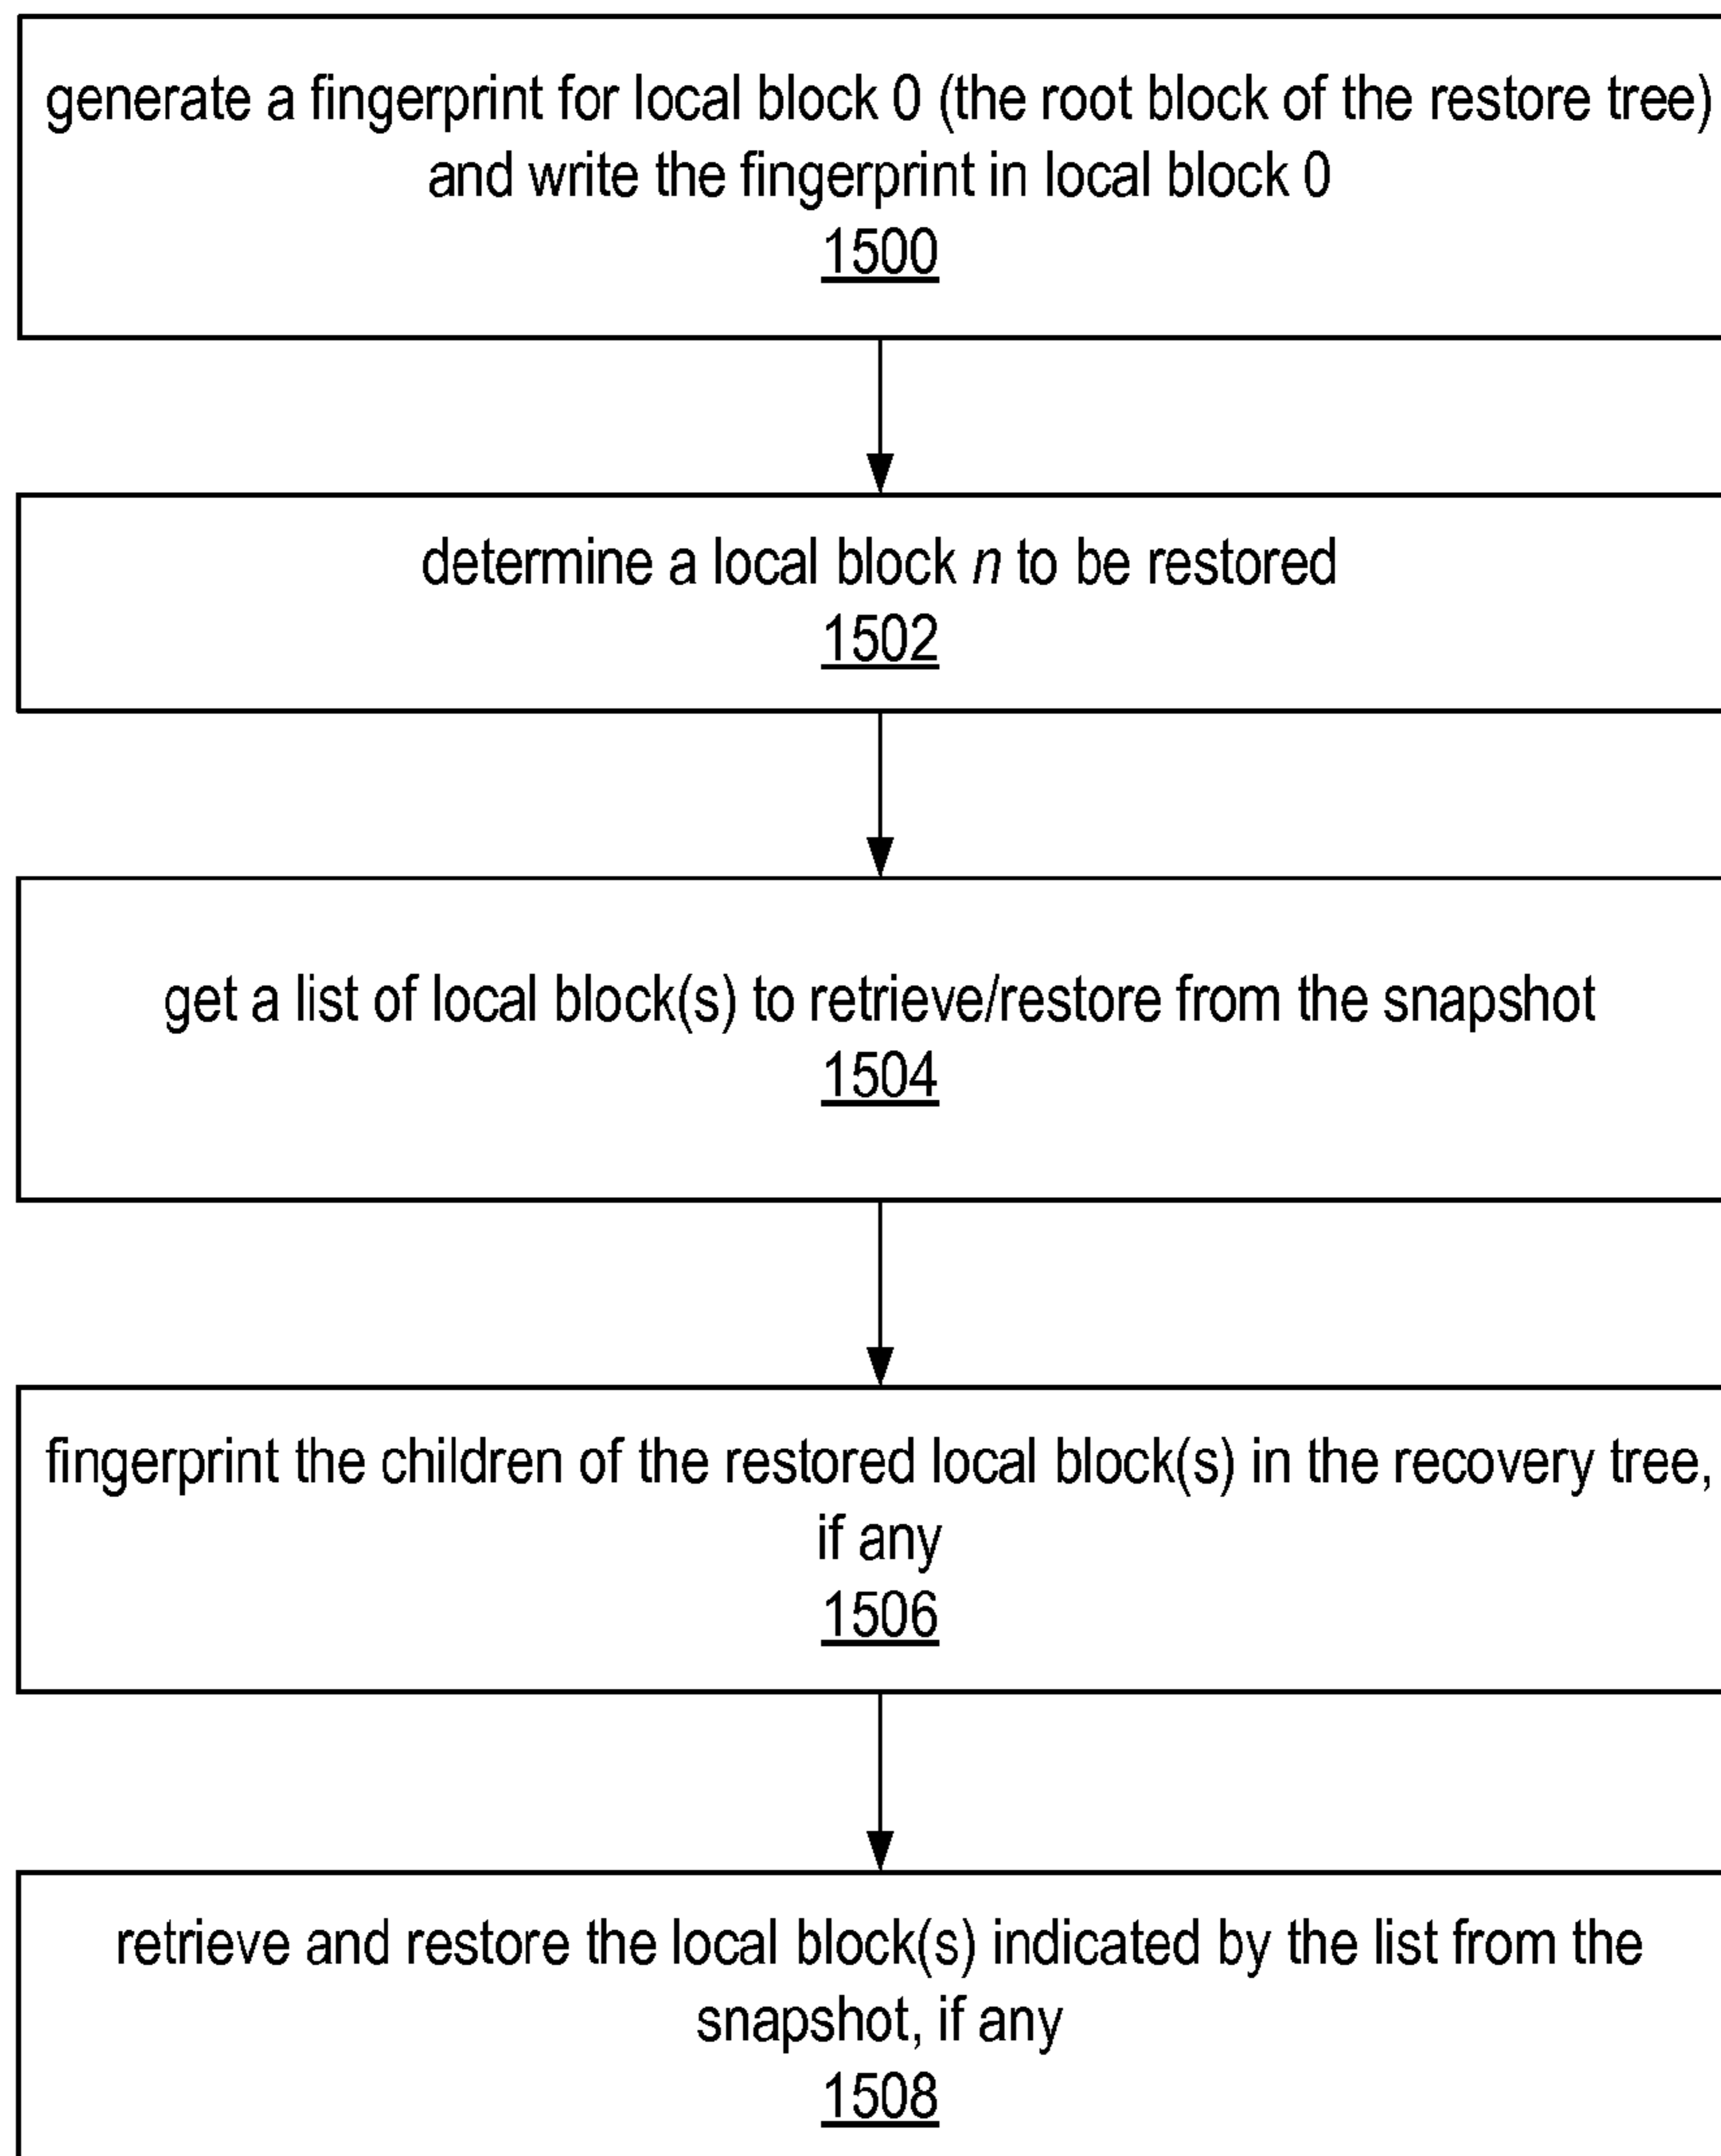 generate a fingerprint for local block 0 (the root block of the restore tree)
and write the fingerprint in local block 0
1500
determine a local block n to be restored
1502
get a list of local block(s) to retrieve/restore from the snapshot
1504
fingerprint the children of the restored local block(s) in the recovery tree,
if any
1506
retrieve and restore the local block(s) indicated by the list from the
snapshot, if any
1508